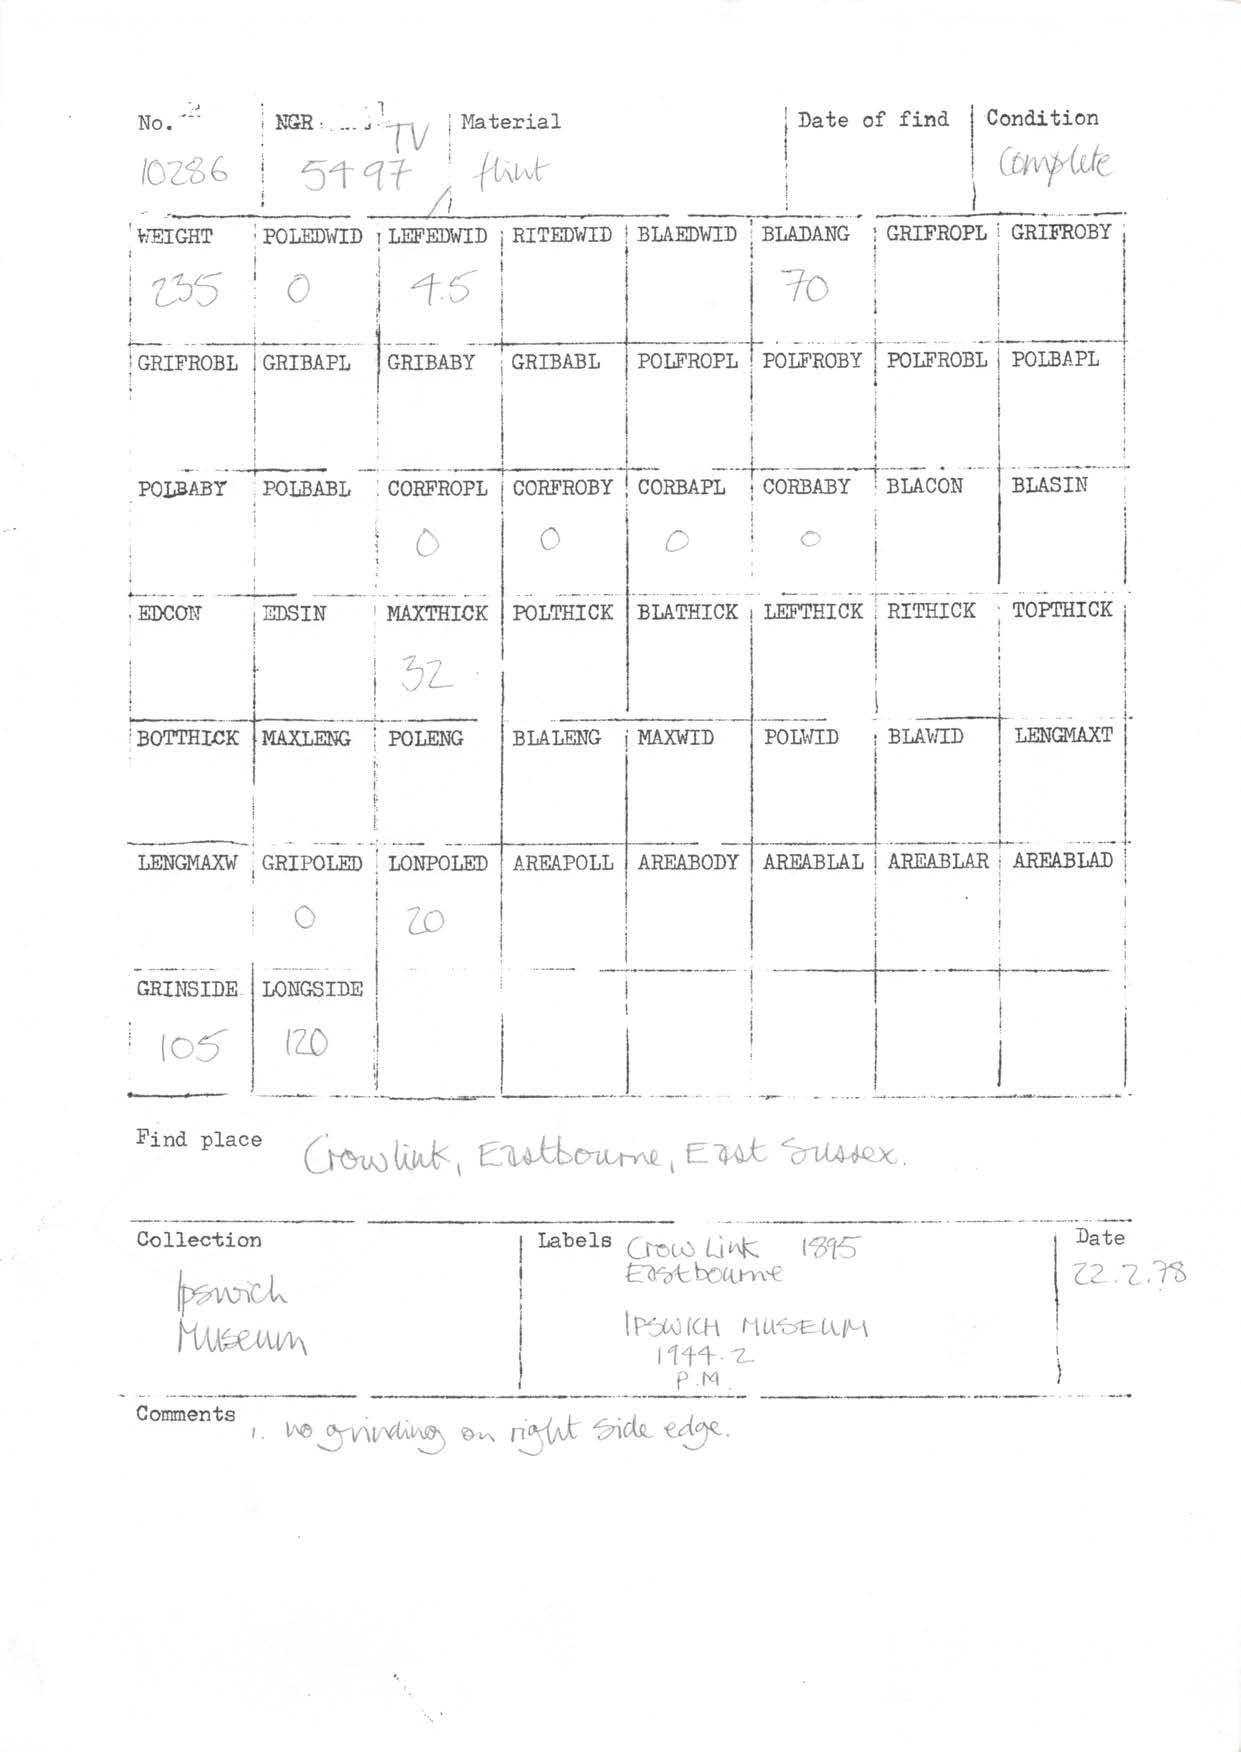 No. NGR TV Material Date of find Condition
10286 5497 flint complete
WEIGHT POLEDWID LEFEDWID RITEDWID BLAEDWID BLADANG GRIFROPL GRIFROBY
235 0 4.5 70
GRIFROBL GRIBAPL GRIBABY GRIBABL POLFROPL POLFROBY POLFROBL POLBAPL
POLBABY POLBABL CORFROPL CORFROBY CORBAPL CORBABY BLACON BLASIN
0 0 0 0
EDCON EDSIN MAXTHICK POLTHICK BLATHICK LEFTHICK RITHICK TOPTHICK
32
BOTTHICK MAXLENG POLENG BLALENG MAXWID POLWID BLAWID LENGMAXT
LENGMAXW GRIPOLED LONPOLED AREAPOLL AREABODY AREABLAL AREABLAR AREABLAD
0 20
GRINSIDE LONGSIDE
105 120
Find place Crowlink, Eastbourne, East Sussex.
Collection Labels Crow Link 1895 Date
Eastbourne 22.2.78
Ipswich
Museum
IPSWICH MUSEUM
1944.2
P.M.
Comments 1. no grinding on right side edge.